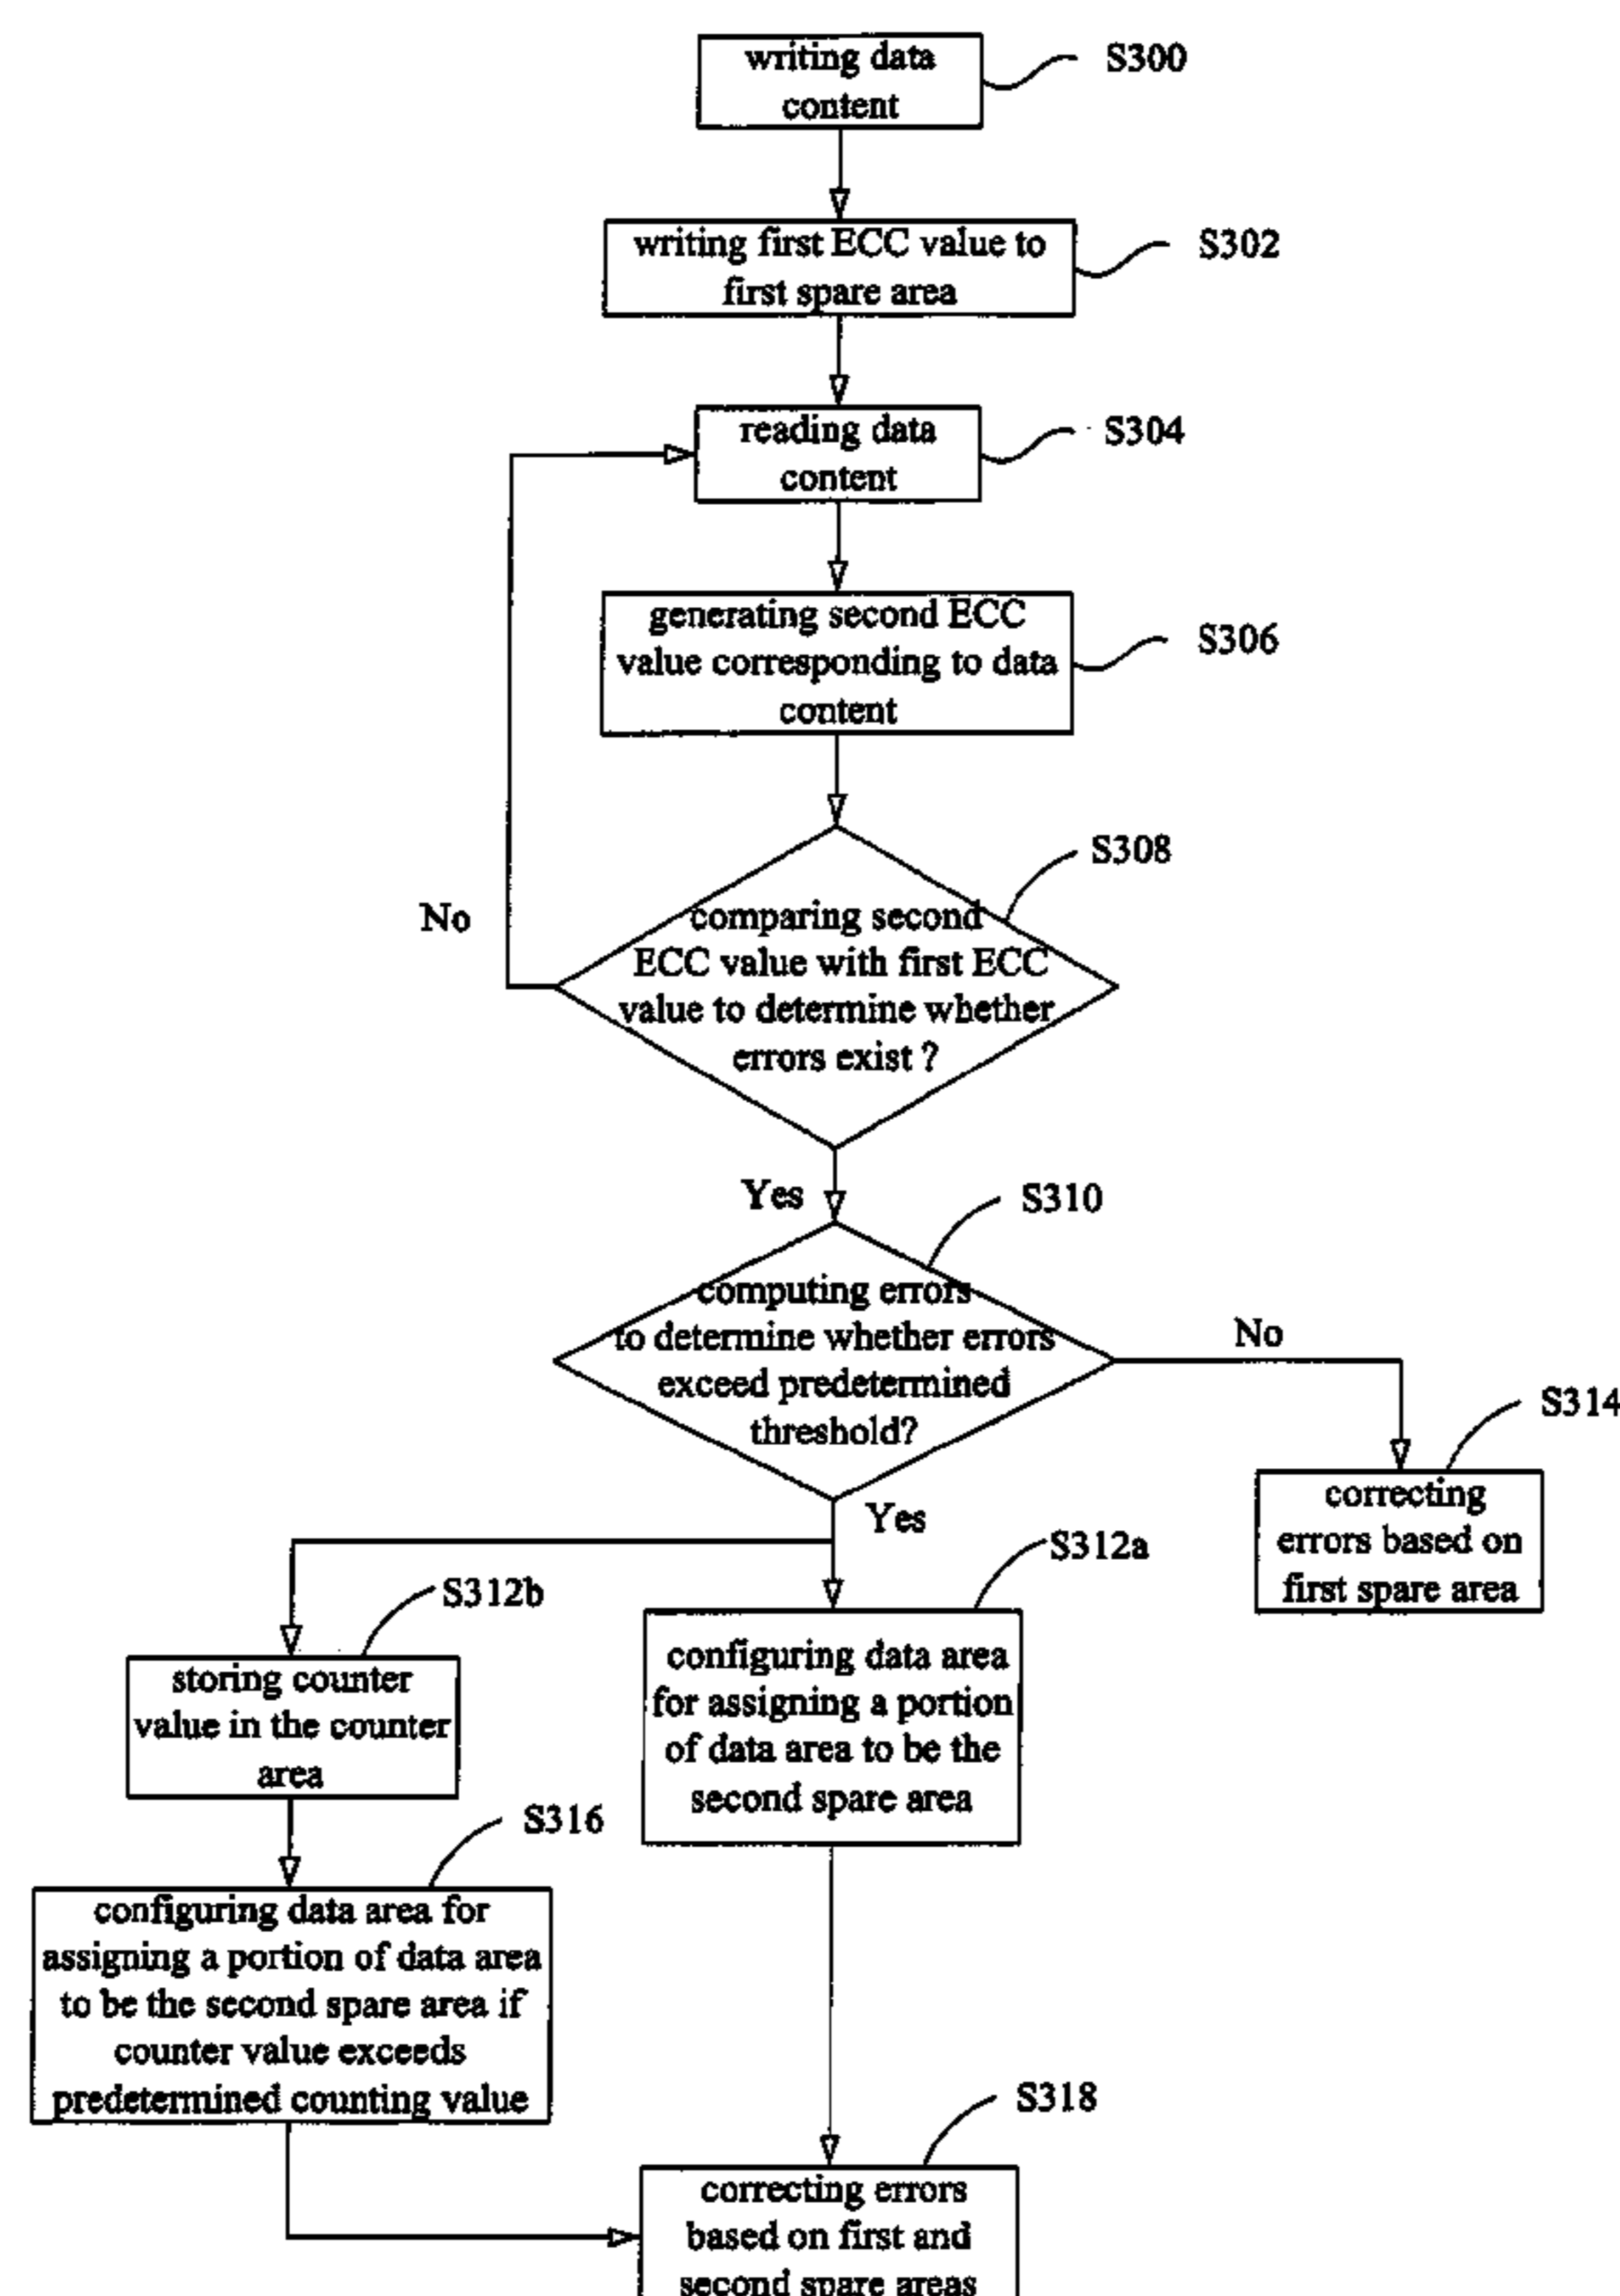 writing data
content
S300
writing first ECC value to
first spare area
S302
reading data
content
S304
generating second ECC
value corresponding to data
content
S306
S308
No
comparing second
ECC value with first ECC
value to determine whether
errors exist ?
Yes
S310
computing errors
to determine whether errors
exceed predetermined
threshold?
No
S314
correcting
errors based on
first spare area
Yes
S312a
S312b
configuring data area
for assigning a portion
of data area to be the
second spare area
storing counter
value in the counter
area
S316
configuring data area for
assigning a portion of data area
to be the second spare area if
counter value exceeds
predetermined counting value
S318
correcting errors
based on first and
second spare areas